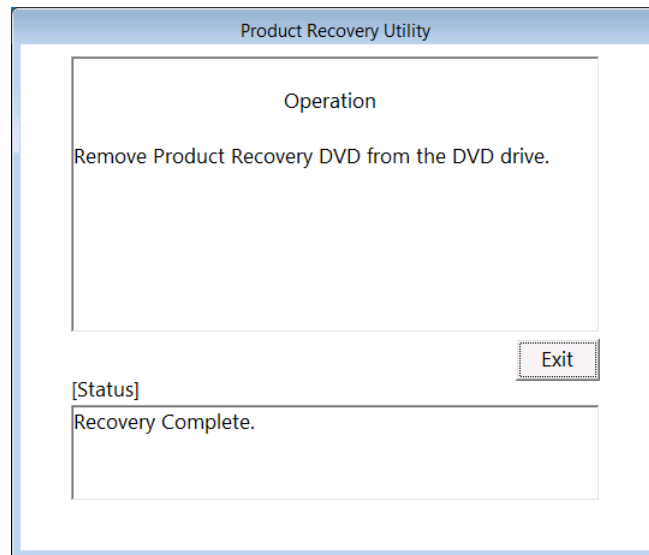 Product Recovery Utility
Operation
Remove Product Recovery DVD from the DVD drive.
Exit
[Status]
Recovery Complete.